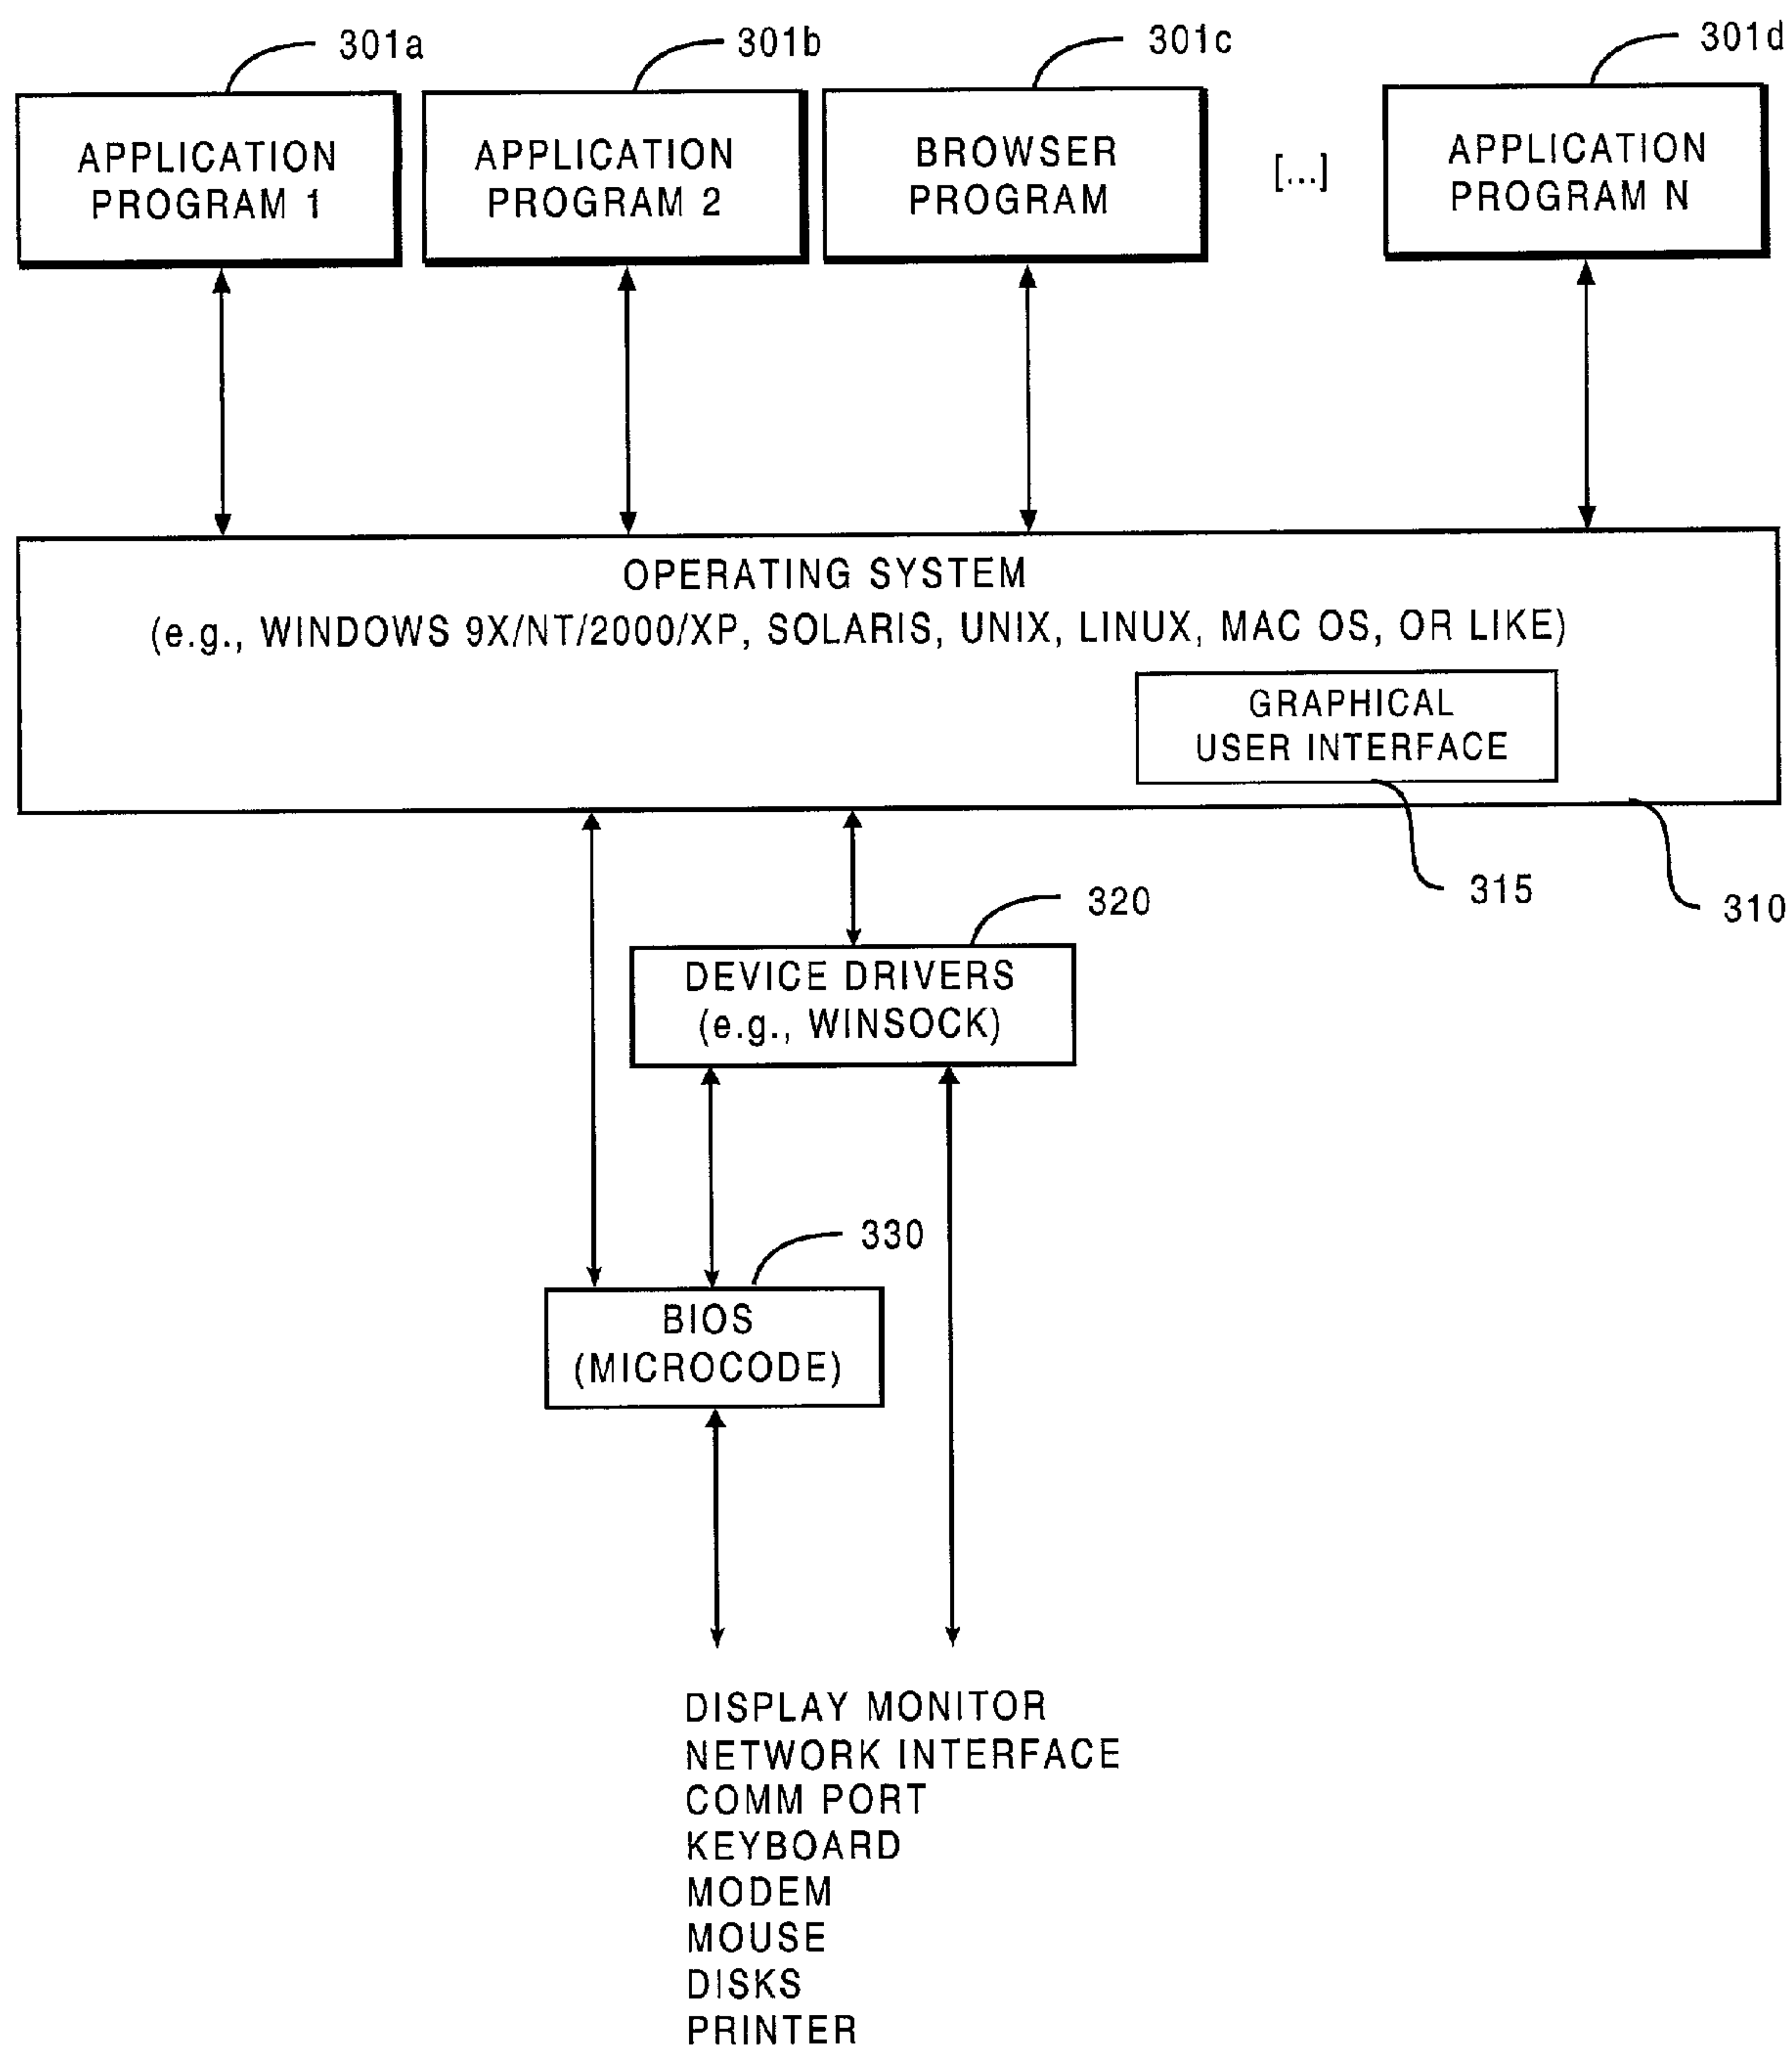 301a
301b
301c
301d
APPLICATION
PROGRAM 1
APPLICATION
PROGRAM 2
BROWSER
PROGRAM
[...]
APPLICATION
PROGRAM N
OPERATING SYSTEM
(e.g., WINDOWS 9X/NT/2000/XP, SOLARIS, UNIX, LINUX, MAC OS, OR LIKE)
GRAPHICAL
USER INTERFACE
315
310
320
DEVICE DRIVERS
(e.g., WINSOCK)
330
BIOS
(MICROCODE)
DISPLAY MONITOR
NETWORK INTERFACE
COMM PORT
KEYBOARD
MODEM
MOUSE
DISKS
PRINTER